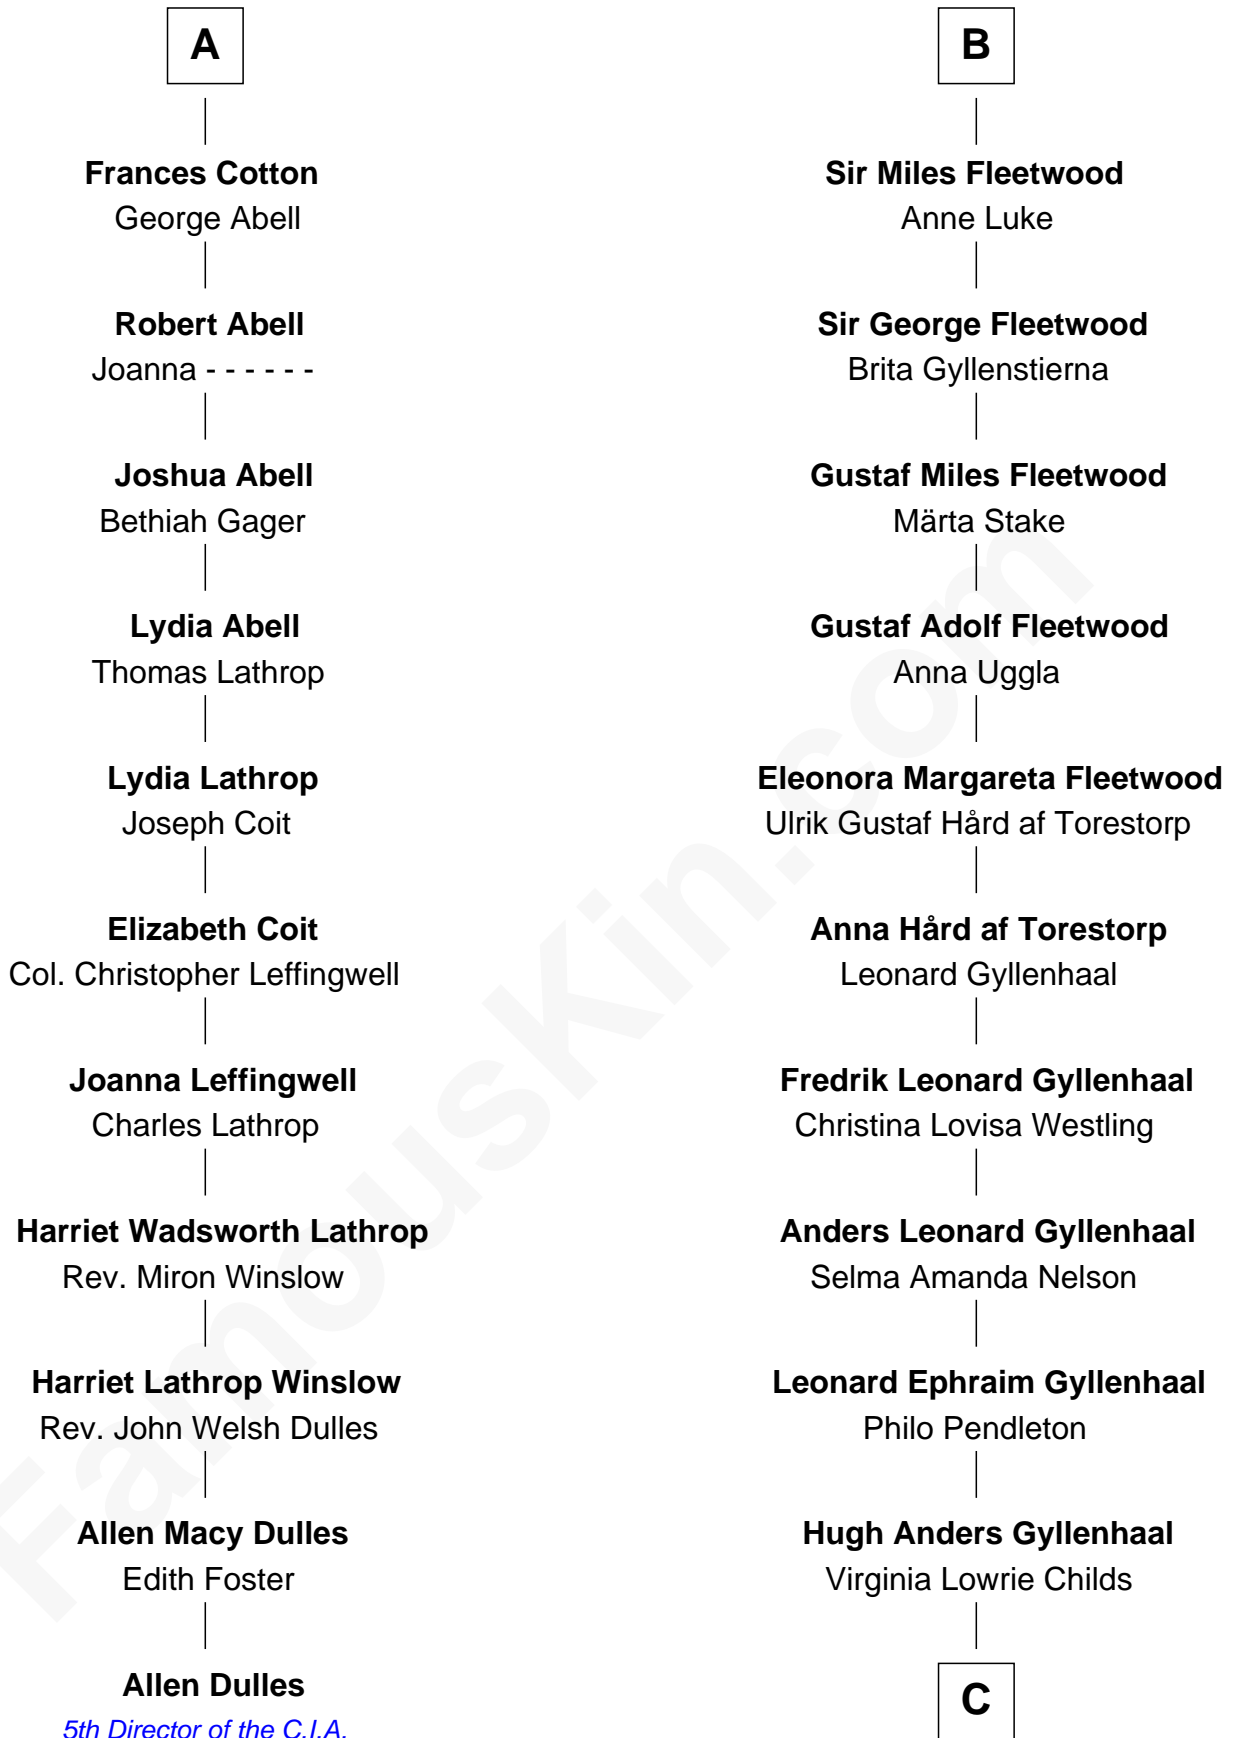 A
Frances Cotton
George Abell
Robert Abell
Joanna - - - - - -
Joshua Abell
Bethiah Gager
Lydia Abell
Thomas Lathrop
Lydia Lathrop
Joseph Coit
Elizabeth Coit
Col. Christopher Leffingwell
Joanna Leffingwell
Charles Lathrop
Harriet Wadsworth Lathrop
Rev. Miron Winslow
Harriet Lathrop Winslow
Rev. John Welsh Dulles
Allen Macy Dulles
Edith Foster
Allen Dulles
5th Director of the C.I.A.
B
Sir Miles Fleetwood
Anne Luke
Sir George Fleetwood
Brita Gyllenstierna
Gustaf Miles Fleetwood
Märta Stake
Gustaf Adolf Fleetwood
Anna Uggla
Eleonora Margareta Fleetwood
Ulrik Gustaf Hård af Torestorp
Anna Hård af Torestorp
Leonard Gyllenhaal
Fredrik Leonard Gyllenhaal
Christina Lovisa Westling
Anders Leonard Gyllenhaal
Selma Amanda Nelson
Leonard Ephraim Gyllenhaal
Philo Pendleton
Hugh Anders Gyllenhaal
Virginia Lowrie Childs
C
FamousKin.com